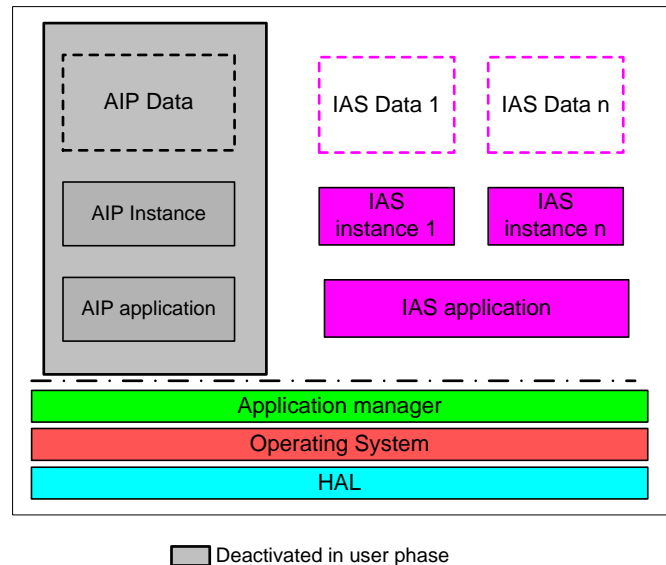 AIP Data
IAS Data 1
IAS Data n
AIP Instance
IAS
instance 1
IAS
instance n
AIP application
IAS application
Application manager
Operating System
HAL
Deactivated in user phase